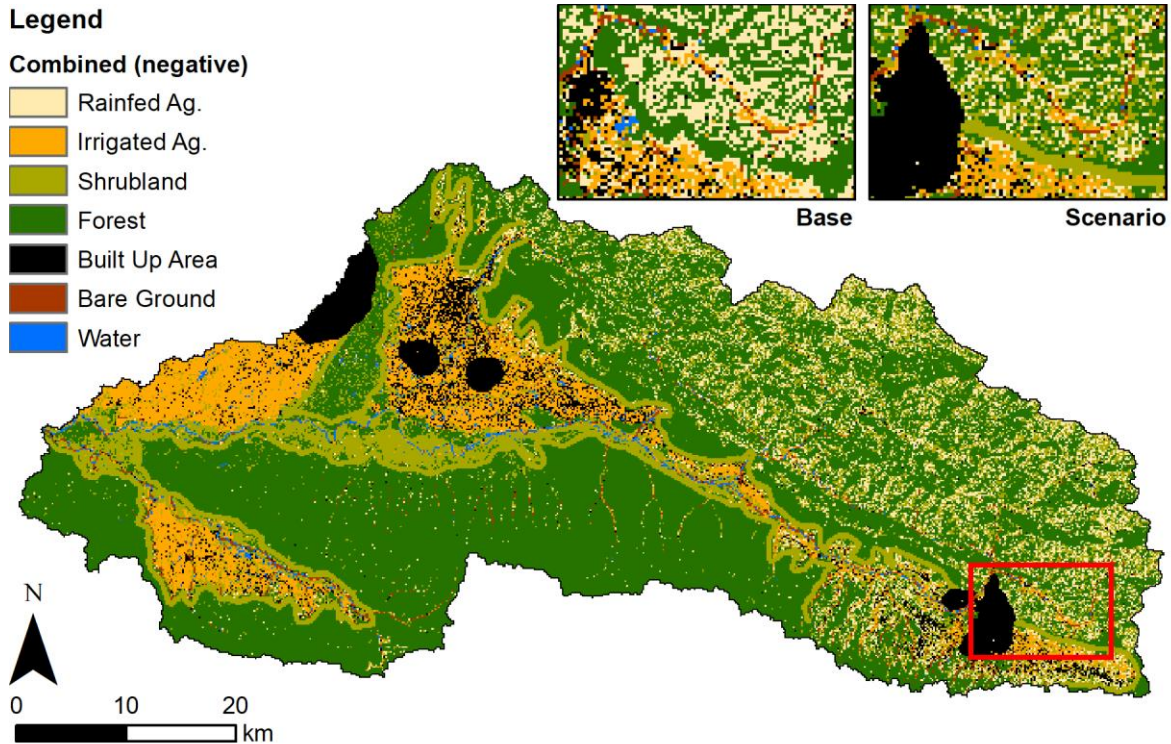 Legend
Combined (negative)
Rainfed Ag.
Irrigated Ag.
Shrubland
Forest
Built Up Area
Bare Ground
Water
Base
Scenario
N
0 10 20
km